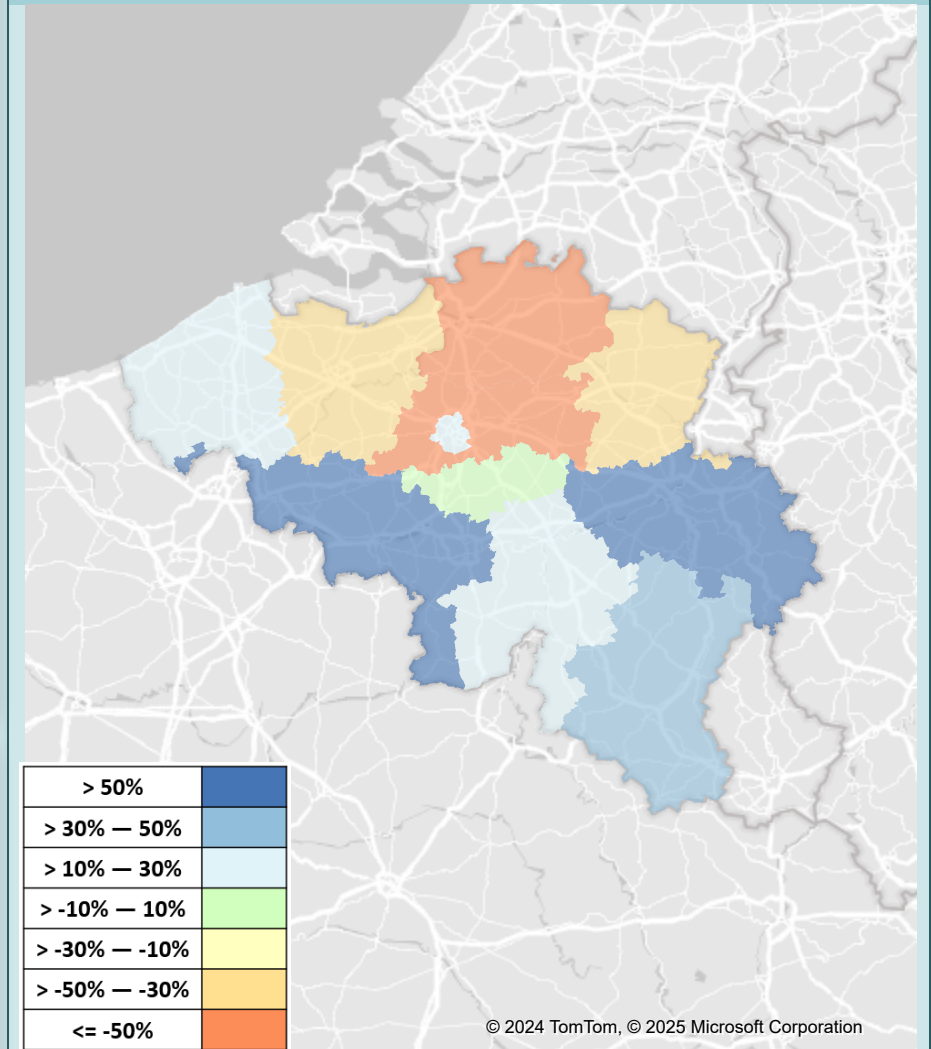 > 50%
> 30% — 50%
> 10% — 30%
> -10% — 10%
> -30% — -10%
> -50% — -30%
<= -50%
© 2024 TomTom, © 2025 Microsoft Corporation